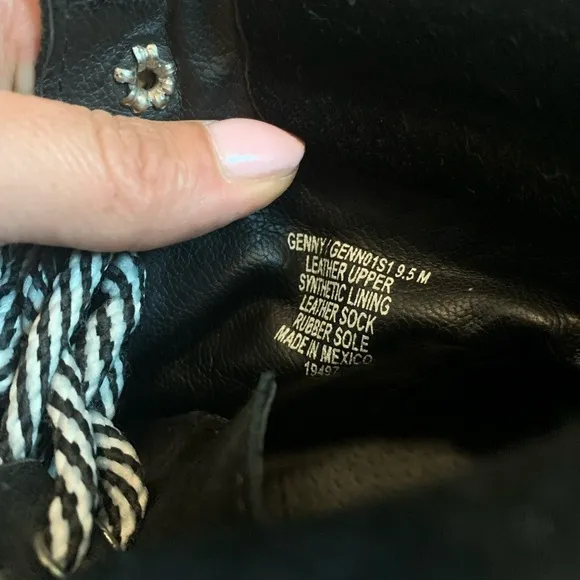 GENNY/GENN01S1 9.5 M
LEATHER UPPER
SYNTHETIC LINING
LEATHER SOCK
RUBBER SOLE
MADE IN MEXICO